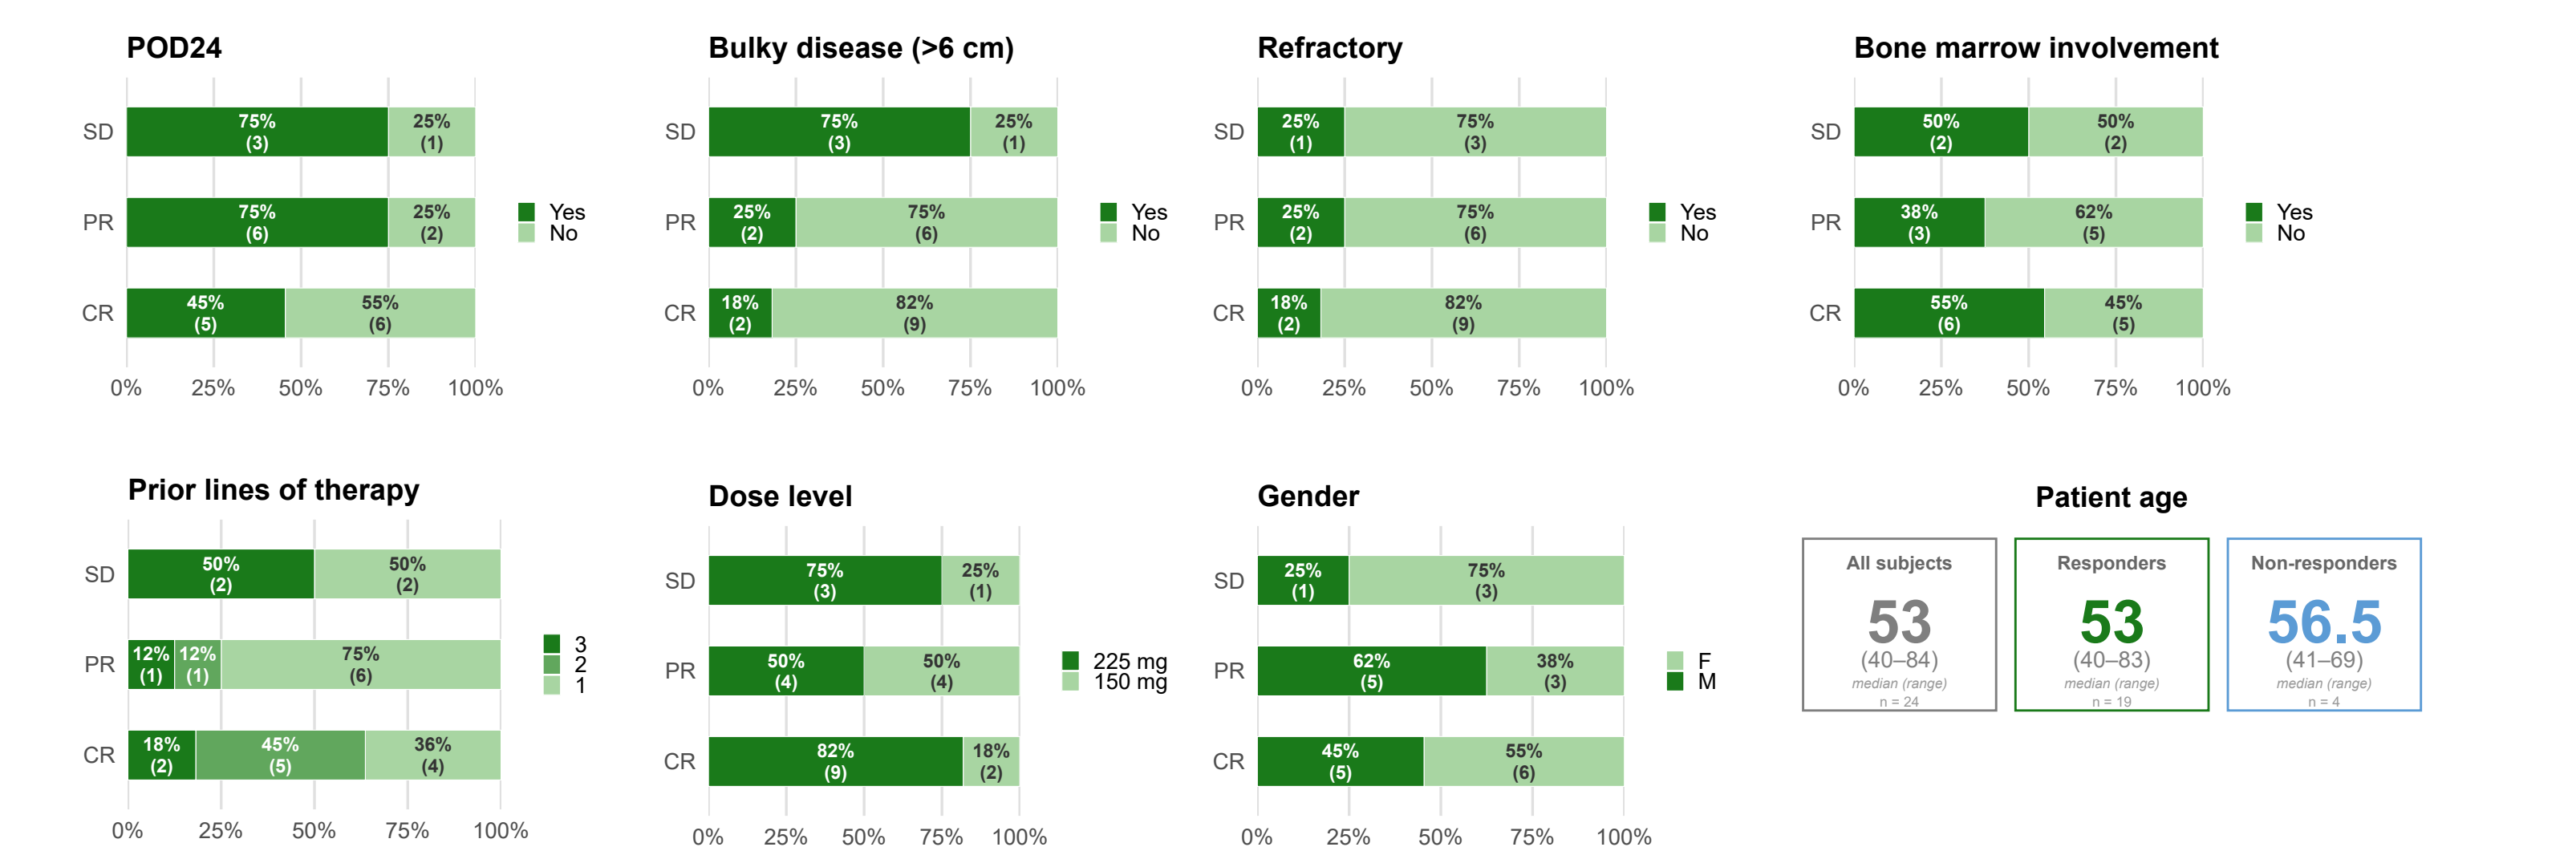 POD24
SD
75%
(3)
25%
(1)
PR
75%
(6)
25%
(2)
CR
45%
(5)
55%
(6)
0% 25% 50% 75% 100%
Yes
No
Bulky disease (>6 cm)
SD
75%
(3)
25%
(1)
PR
25%
(2)
75%
(6)
CR
18%
(2)
82%
(9)
0% 25% 50% 75% 100%
Yes
No
Refractory
SD
25%
(1)
75%
(3)
PR
25%
(2)
75%
(6)
CR
18%
(2)
82%
(9)
0% 25% 50% 75% 100%
Yes
No
Bone marrow involvement
SD
50%
(2)
50%
(2)
PR
38%
(3)
62%
(5)
CR
55%
(6)
45%
(5)
0% 25% 50% 75% 100%
Yes
No
Prior lines of therapy
SD
50%
(2)
50%
(2)
PR
12%
(1)
12%
(1)
75%
(6)
CR
18%
(2)
45%
(5)
36%
(4)
0% 25% 50% 75% 100%
3
2
1
Dose level
SD
75%
(3)
25%
(1)
PR
50%
(4)
50%
(4)
CR
82%
(9)
18%
(2)
0% 25% 50% 75% 100%
225 mg
150 mg
Gender
SD
25%
(1)
75%
(3)
PR
62%
(5)
38%
(3)
CR
45%
(5)
55%
(6)
0% 25% 50% 75% 100%
F
M
Patient age
All subjects
53
(40–84)
median (range)
n = 24
Responders
53
(40–83)
median (range)
n = 19
Non-responders
56.5
(41–69)
median (range)
n = 4